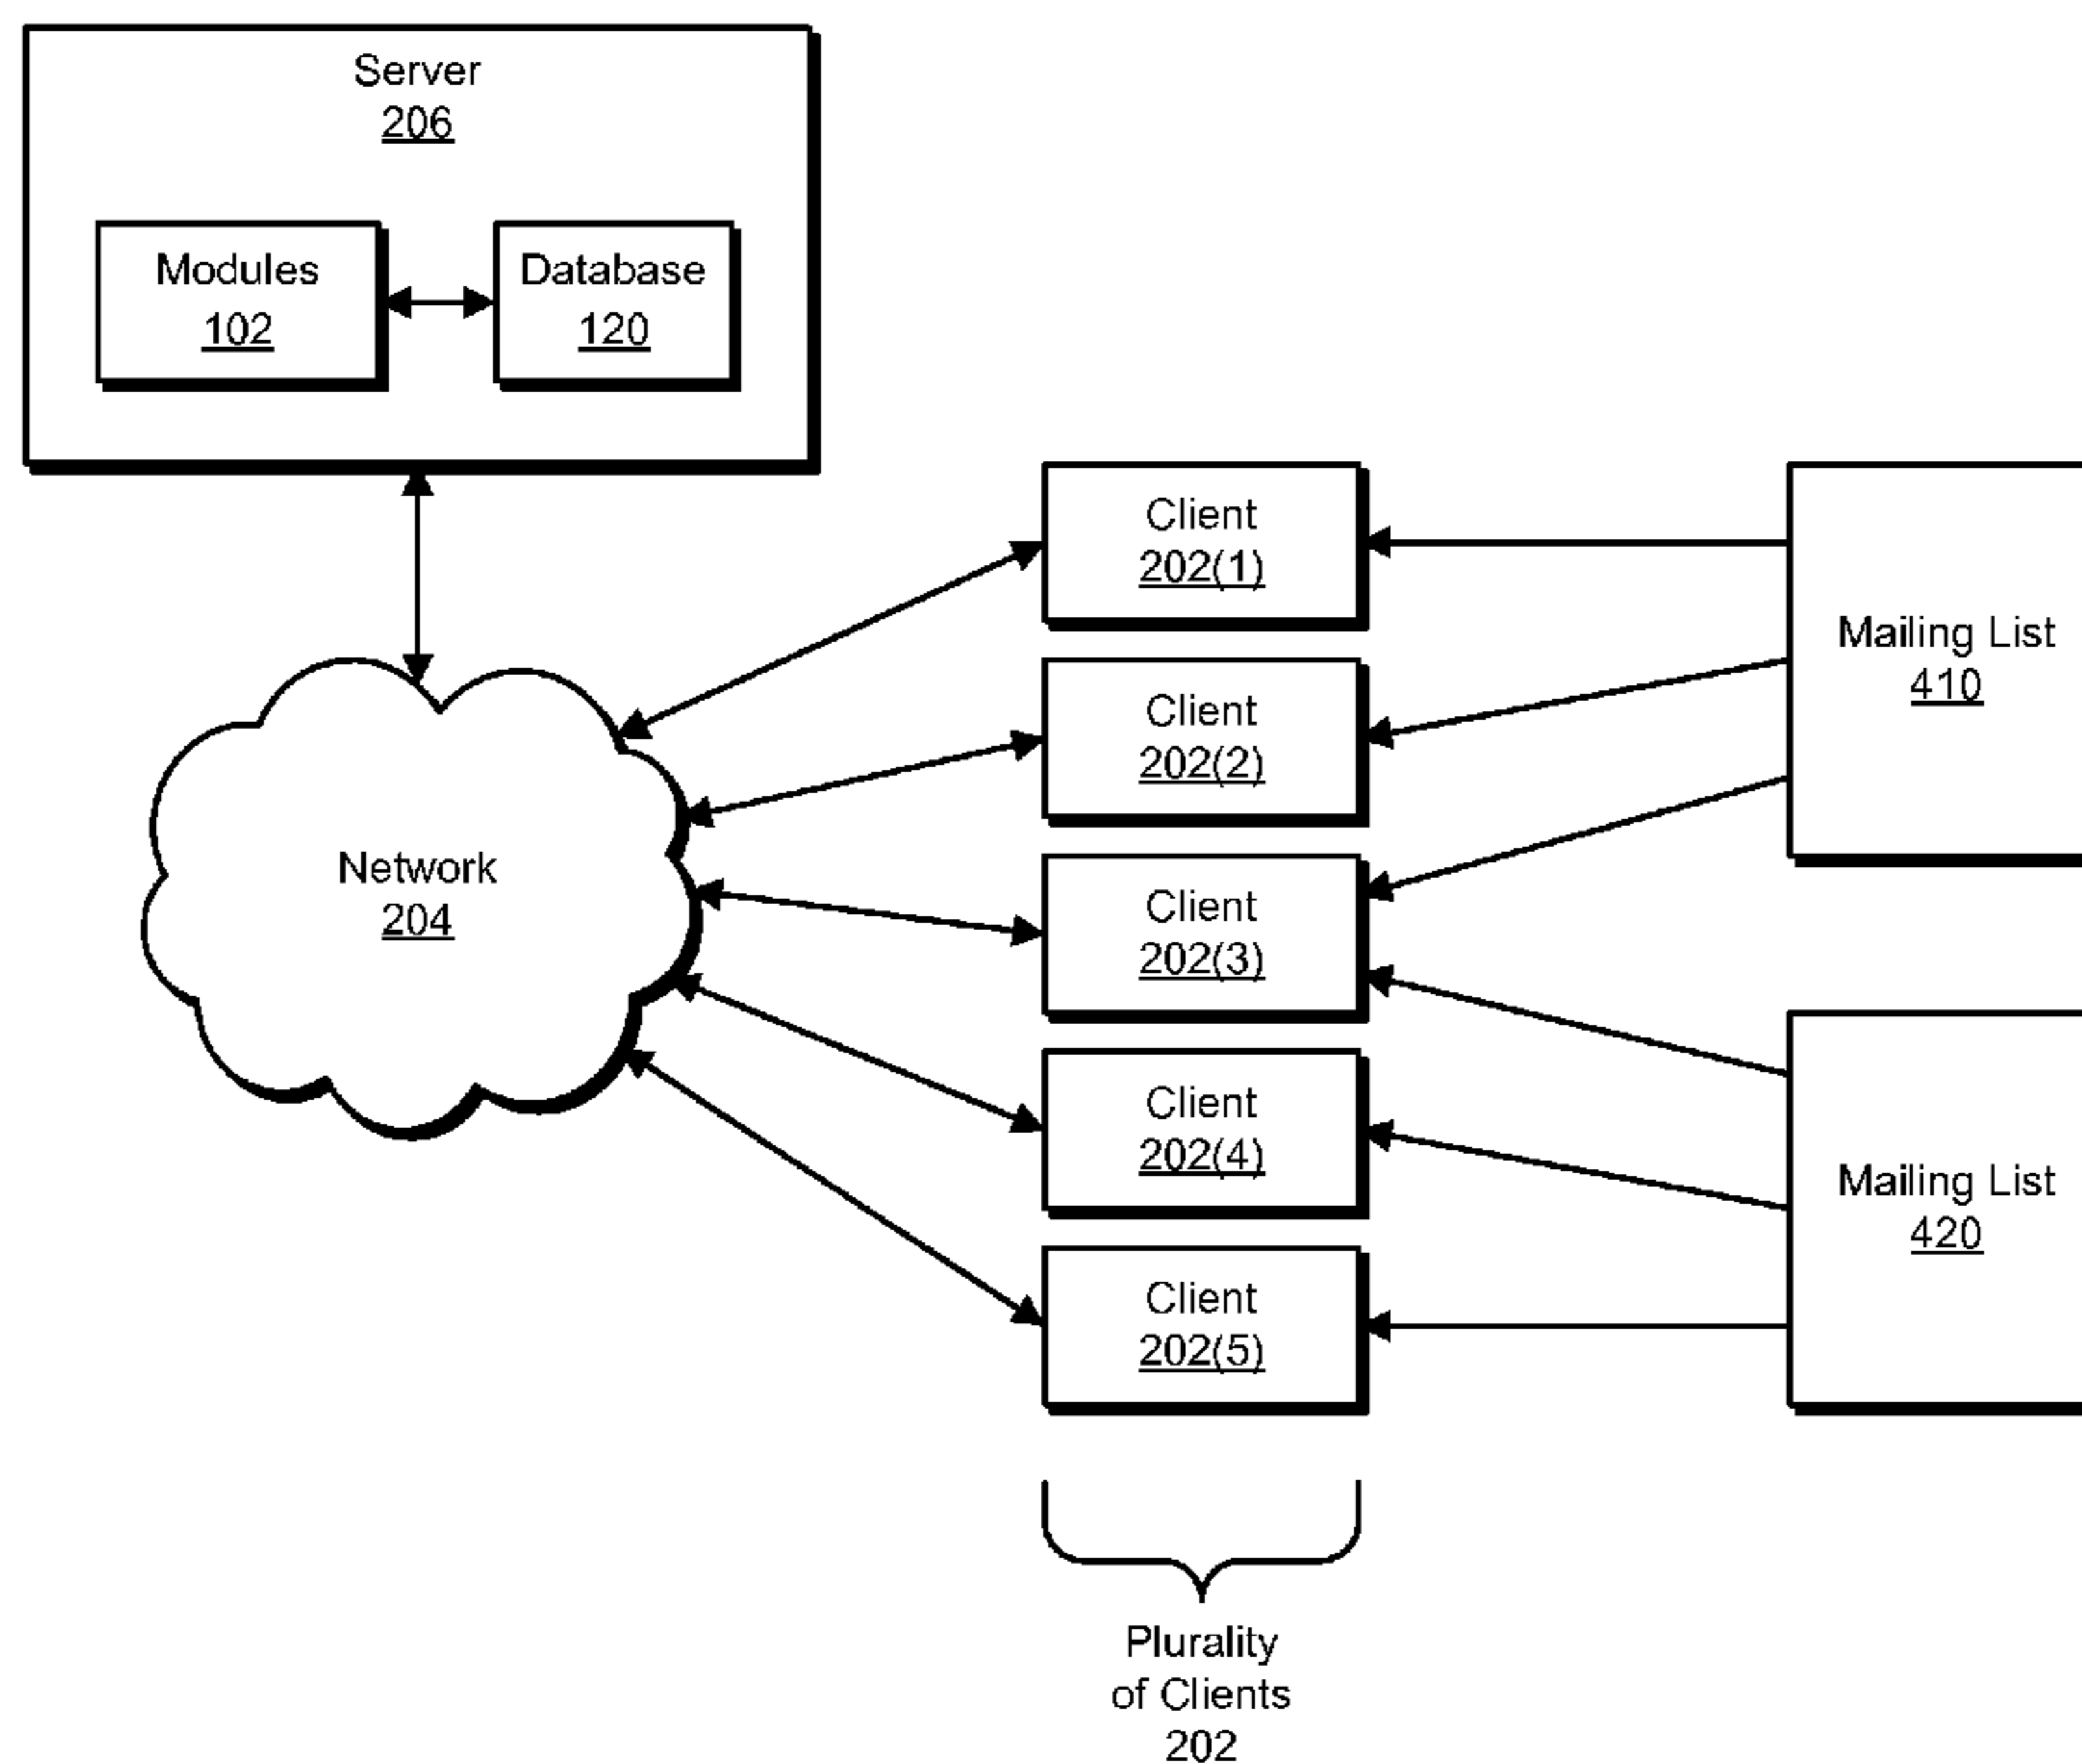 Server
206
Modules
102
Database
120
Client
202(1)
Mailing List
410
Client
202(2)
Network
204
Client
202(3)
Client
202(4)
Mailing List
420
Client
202(5)
Plurality
of Clients
202